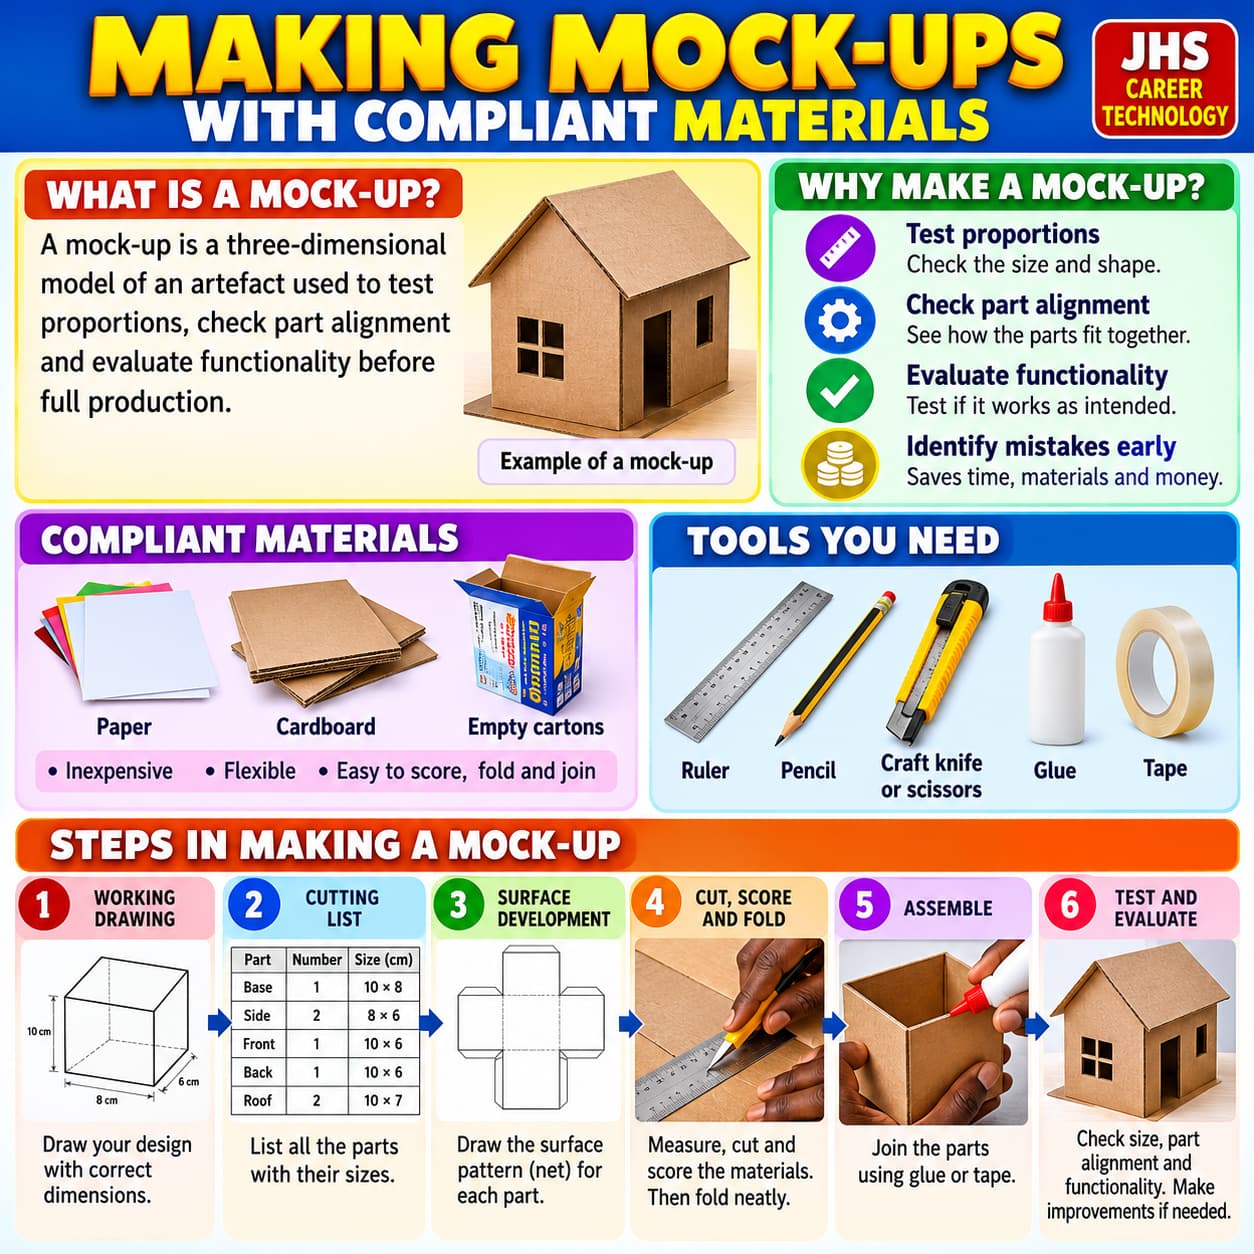 MAKING MOCK-UPS
WITH COMPLIANT MATERIALS
JHS
CAREER
TECHNOLOGY
WHAT IS A MOCK-UP?
A mock-up is a three-dimensional
model of an artefact used to test
proportions, check part alignment
and evaluate functionality before
full production.
Example of a mock-up
WHY MAKE A MOCK-UP?
Test proportions
Check the size and shape.
Check part alignment
See how the parts fit together.
Evaluate functionality
Test if it works as intended.
Identify mistakes early
Saves time, materials and money.
COMPLIANT MATERIALS
Paper
Cardboard
Empty cartons
• Inexpensive • Flexible • Easy to score, fold and join
TOOLS YOU NEED
Ruler
Pencil
Craft knife
or scissors
Glue
Tape
STEPS IN MAKING A MOCK-UP
1 WORKING
DRAWING
10 cm
8 cm
6 cm
Draw your design
with correct
dimensions.
2 CUTTING
LIST
Part Number Size (cm)
Base 1 10 × 8
Side 2 8 × 6
Front 1 10 × 6
Back 1 10 × 6
Roof 2 10 × 7
List all the parts
with their sizes.
3 SURFACE
DEVELOPMENT
Draw the surface
pattern (net) for
each part.
4 CUT, SCORE
AND FOLD
Measure, cut and
score the materials.
Then fold neatly.
5 ASSEMBLE
Join the parts
using glue or tape.
6 TEST AND
EVALUATE
Check size, part
alignment and
functionality. Make
improvements if needed.